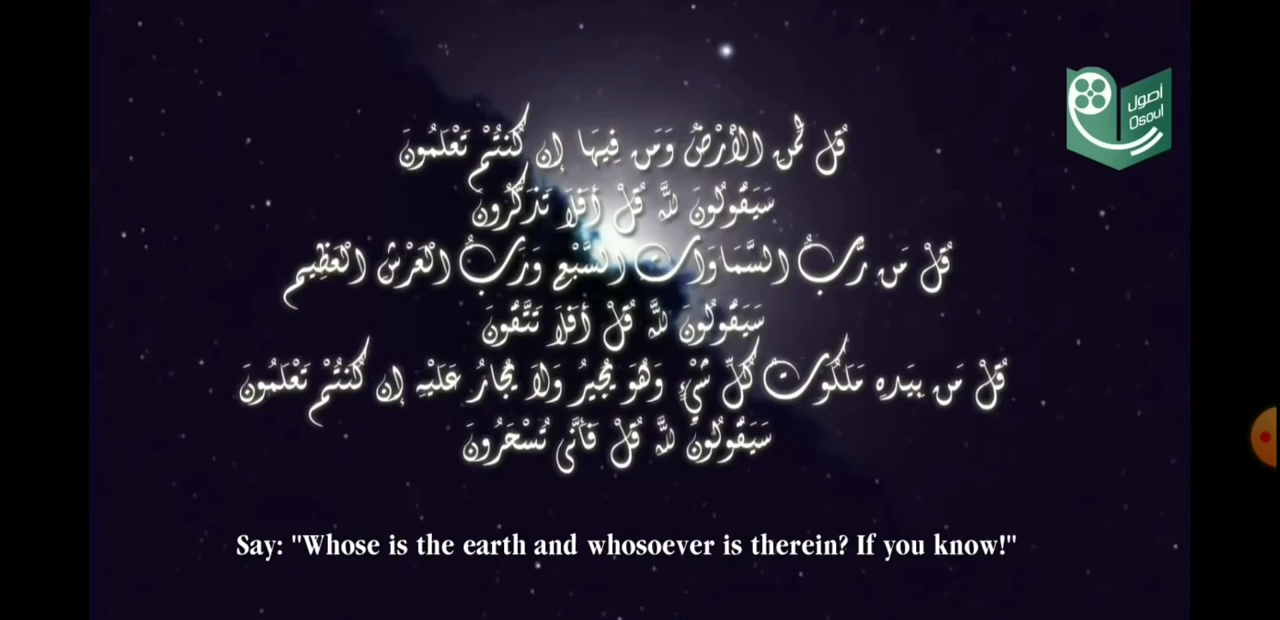 أصول
Osoul
قُل لِّمَنِ الْأَرْضُ وَمَن فِيهَا إِن كُنتُمْ تَعْلَمُونَ
سَيَقُولُونَ لِلَّهِ قُلْ أَفَلَا تَذَكَّرُونَ
قُلْ مَن رَّبُّ السَّمَاوَاتِ السَّبْعِ وَرَبُّ الْعَرْشِ الْعَظِيمِ
سَيَقُولُونَ لِلَّهِ قُلْ أَفَلَا تَتَّقُونَ
قُلْ مَن بِيَدِهِ مَلَكُوتُ كُلِّ شَيْءٍ وَهُوَ يُجِيرُ وَلَا يُجَارُ عَلَيْهِ إِن كُنتُمْ تَعْلَمُونَ
سَيَقُولُونَ لِلَّهِ قُلْ فَأَنَّى تُسْحَرُونَ
Say: "Whose is the earth and whosoever is therein? If you know!"